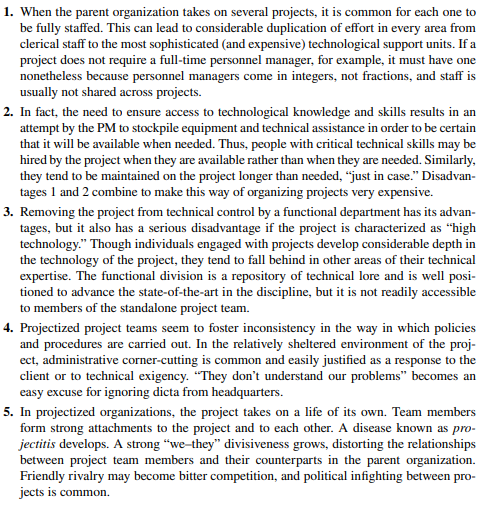 1. When the parent organization takes on several projects, it is common for each one to
be fully staffed. This can lead to considerable duplication of effort in every area from
clerical staff to the most sophisticated (and expensive) technological support units. If a
project does not require a full-time personnel manager, for example, it must have one
nonetheless because personnel managers come in integers, not fractions, and staff is
usually not shared across projects.
2. In fact, the need to ensure access to technological knowledge and skills results in an
attempt by the PM to stockpile equipment and technical assistance in order to be certain
that it will be available when needed. Thus, people with critical technical skills may be
hired by the project when they are available rather than when they are needed. Similarly,
they tend to be maintained on the project longer than needed, “just in case.” Disadvan-
tages 1 and 2 combine to make this way of organizing projects very expensive.
3. Removing the project from technical control by a functional department has its advan-
tages, but it also has a serious disadvantage if the project is characterized as “high
technology.” Though individuals engaged with projects develop considerable depth in
the technology of the project, they tend to fall behind in other areas of their technical
expertise. The functional division is a repository of technical lore and is well posi-
tioned to advance the state-of-the-art in the discipline, but it is not readily accessible
to members of the standalone project team.
4. Projectized project teams seem to foster inconsistency in the way in which policies
and procedures are carried out. In the relatively sheltered environment of the proj-
ect, administrative corner-cutting is common and easily justified as a response to the
client or to technical exigency. “They don’t understand our problems” becomes an
easy excuse for ignoring dicta from headquarters.
5. In projectized organizations, the project takes on a life of its own. Team members
form strong attachments to the project and to each other. A disease known as pro-
jectitis develops. A strong “we–they” divisiveness grows, distorting the relationships
between project team members and their counterparts in the parent organization.
Friendly rivalry may become bitter competition, and political infighting between pro-
jects is common.